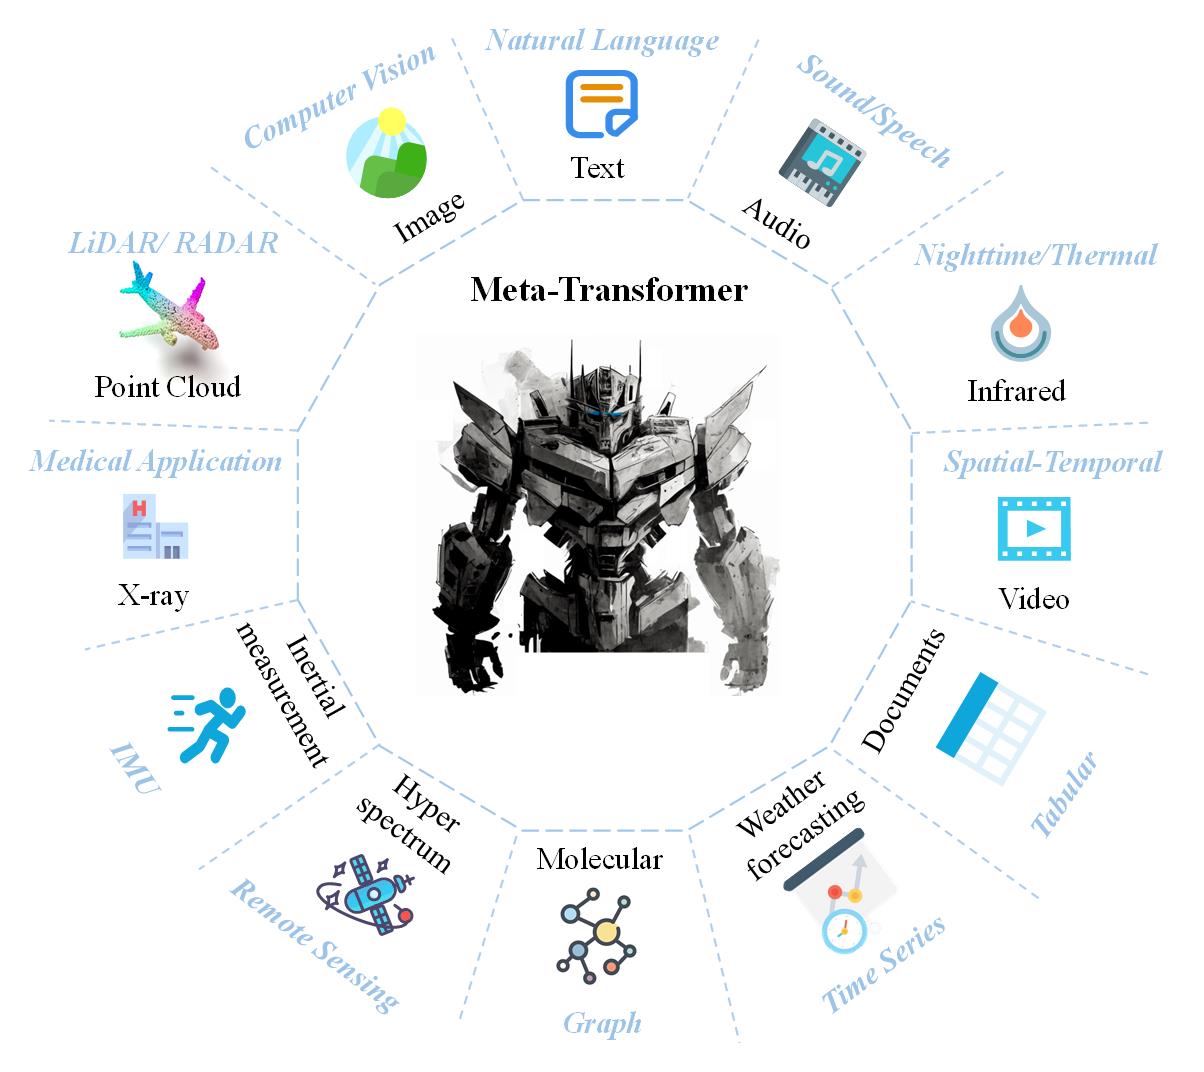 Natural Language
Text
Computer Vision
Image
Sound/Speech
Audio
LiDAR/ RADAR
Point Cloud
Nighttime/Thermal
Infrared
Meta-Transformer
Medical Application
H
X-ray
Spatial-Temporal
Video
Inertial
measurement
IMU
Documents
Tabular
Hyper
spectrum
Remote Sensing
Molecular
Graph
Weather
forecasting
Time Series